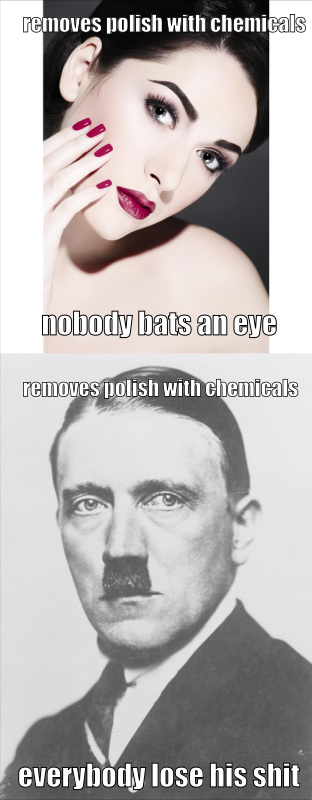 removes polish with chemicals
nobody bats an eye
removes polish with chemicals
everybody lose his shit